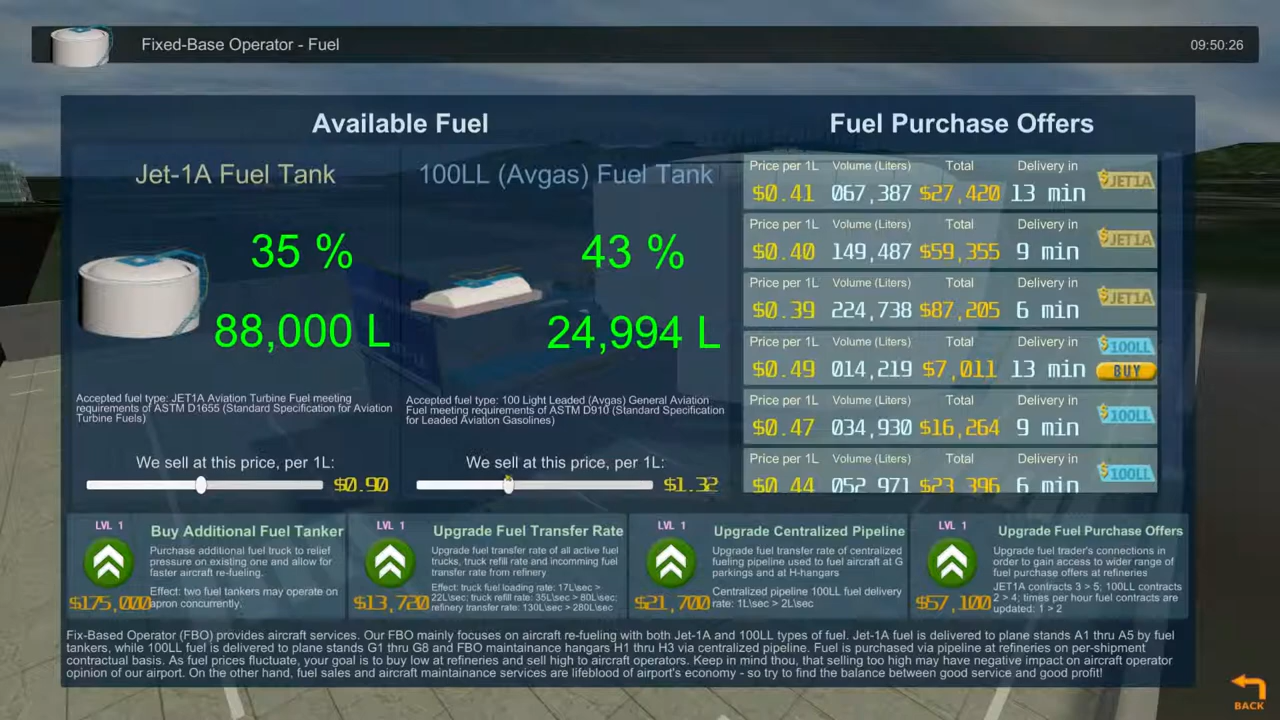 Fixed-Base Operator - Fuel
09:50:26
Available Fuel
Fuel Purchase Offers
Jet-1A Fuel Tank
35 %
88,000 L
Accepted fuel type: JET1A Aviation Turbine Fuel meeting
requirements of ASTM D1655 (Standard Specification for Aviation
Turbine Fuels)
We sell at this price, per 1L:
$0.90
100LL (Avgas) Fuel Tank
43 %
24,994 L
Accepted fuel type: 100 Light Leaded (Avgas) General Aviation
Fuel meeting requirements of ASTM D910 (Standard Specification
for Leaded Aviation Gasolines)
We sell at this price, per 1L:
$1.32
Price per 1L Volume (Liters) Total Delivery in
$0.41 067,387 $27,420 13 min $JET1A
Price per 1L Volume (Liters) Total Delivery in
$0.40 149,487 $59,355 9 min $JET1A
Price per 1L Volume (Liters) Total Delivery in
$0.39 224,738 $87,205 6 min $JET1A
Price per 1L Volume (Liters) Total Delivery in $100LL
$0.49 014,219 $7,011 13 min BUY
Price per 1L Volume (Liters) Total Delivery in
$0.47 034,930 $16,264 9 min $100LL
Price per 1L Volume (Liters) Total Delivery in
$0.44 052,971 $23,396 6 min $100LL
LVL 1
Buy Additional Fuel Tanker
Purchase additional fuel truck to relief
pressure on existing one and allow for
faster aircraft re-fueling.
Effect: two fuel tankers may operate on
apron concurrently.
$175,000
LVL 1
Upgrade Fuel Transfer Rate
Upgrade fuel transfer rate of all active fuel
trucks, truck refill rate and incomming fuel
transfer rate from refinery
Effect: truck fuel loading rate: 17L\sec >
22L\sec; truck refill rate: 35L\sec > 80L\sec;
refinery transfer rate: 130L\sec > 280L\sec
$13,720
LVL 1
Upgrade Centralized Pipeline
Upgrade fuel transfer rate of centralized
fueling pipeline used to fuel aircraft at G
parkings and at H-hangars
Centralized pipeline 100LL fuel delivery
rate: 1L\sec > 2L\sec
$21,700
LVL 1
Upgrade Fuel Purchase Offers
Upgrade fuel trader's connections in
order to gain access to wider range of
fuel purchase offers at refineries
JET1A contracts 3 > 5; 100LL contracts
2 > 4; times per hour fuel contracts are
updated: 1 > 2
$57,100
Fix-Based Operator (FBO) provides aircraft services. Our FBO mainly focuses on aircraft re-fueling with both Jet-1A and 100LL types of fuel. Jet-1A fuel is delivered to plane stands A1 thru A5 by fuel
tankers, while 100LL fuel is delivered to plane stands G1 thru G8 and FBO maintainance hangars H1 thru H3 via centralized pipeline. Fuel is purchased via pipeline at refineries on per-shipment
contractual basis. As fuel prices fluctuate, your goal is to buy low at refineries and sell high to aircraft operators. Keep in mind thou, that selling too high may have negative impact on aircraft operator
opinion of our airport. On the other hand, fuel sales and aircraft maintainance services are lifeblood of airport's economy - so try to find the balance between good service and good profit!
BACK